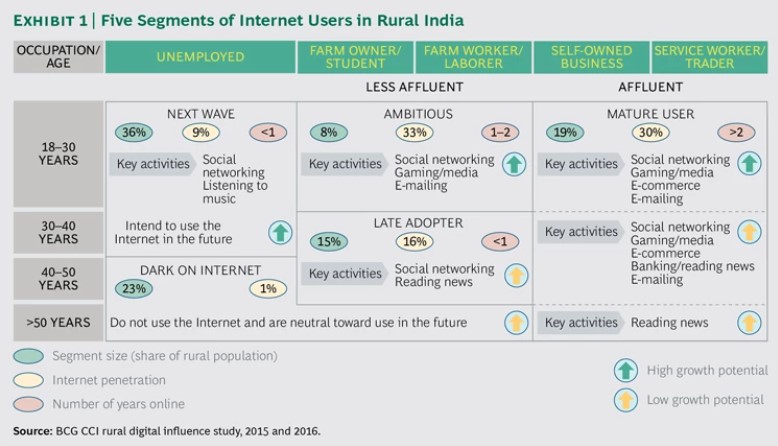 EXHIBIT 1 | Five Segments of Internet Users in Rural India
OCCUPATION/
AGE
UNEMPLOYED
FARM OWNER/
STUDENT
FARM WORKER/
LABORER
SELF-OWNED
BUSINESS
SERVICE WORKER/
TRADER
LESS AFFLUENT
AFFLUENT
18–30
YEARS
NEXT WAVE
36%
9%
<1
Key activities
Social
networking
Listening to
music
AMBITIOUS
8%
33%
1–2
Key activities
Social networking
Gaming/media
E-mailing
MATURE USER
19%
30%
>2
Key activities
Social networking
Gaming/media
E-commerce
E-mailing
30–40
YEARS
Intend to use the
Internet in the future
LATE ADOPTER
15%
16%
<1
Key activities
Social networking
Reading news
Key activities
Social networking
Gaming/media
E-commerce
Banking/reading news
E-mailing
40–50
YEARS
DARK ON INTERNET
23%
1%
>50 YEARS
Do not use the Internet and are neutral toward use in the future
Key activities
Reading news
Segment size (share of rural population)
Internet penetration
Number of years online
High growth potential
Low growth potential
Source: BCG CCI rural digital influence study, 2015 and 2016.